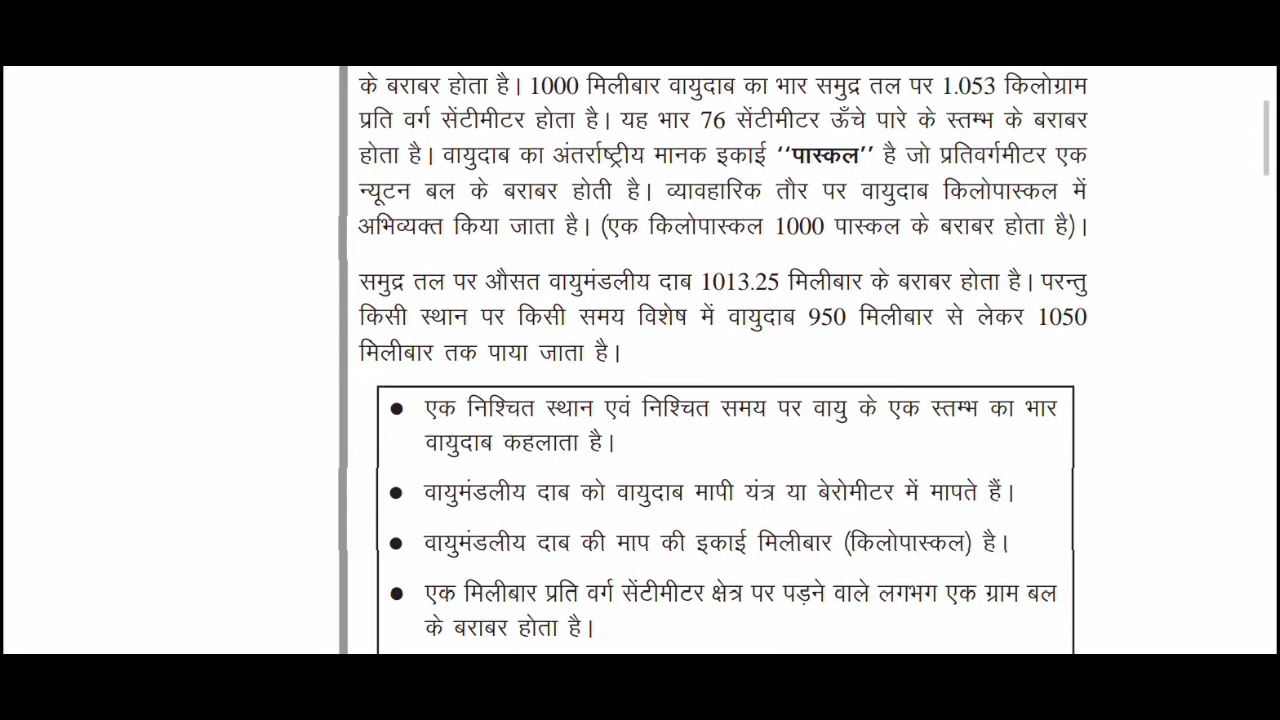 के बराबर होता है। 1000 मिलीबार वायुदाब का भार समुद्र तल पर 1.053 किलोग्राम
प्रति वर्ग सेंटीमीटर होता है। यह भार 76 सेंटीमीटर ऊँचे पारे के स्तम्भ के बराबर
होता है। वायुदाब का अंतर्राष्ट्रीय मानक इकाई ‘‘पास्कल’’ है जो प्रतिवर्गमीटर एक
न्यूटन बल के बराबर होती है। व्यावहारिक तौर पर वायुदाब किलोपास्कल में
अभिव्यक्त किया जाता है। (एक किलोपास्कल 1000 पास्कल के बराबर होता है)।
समुद्र तल पर औसत वायुमंडलीय दाब 1013.25 मिलीबार के बराबर होता है। परन्तु
किसी स्थान पर किसी समय विशेष में वायुदाब 950 मिलीबार से लेकर 1050
मिलीबार तक पाया जाता है।
● एक निश्चित स्थान एवं निश्चित समय पर वायु के एक स्तम्भ का भार
वायुदाब कहलाता है।
● वायुमंडलीय दाब को वायुदाब मापी यंत्र या बेरोमीटर में मापते हैं।
● वायुमंडलीय दाब की माप की इकाई मिलीबार (किलोपास्कल) है।
● एक मिलीबार प्रति वर्ग सेंटीमीटर क्षेत्र पर पड़ने वाले लगभग एक ग्राम बल
के बराबर होता है।